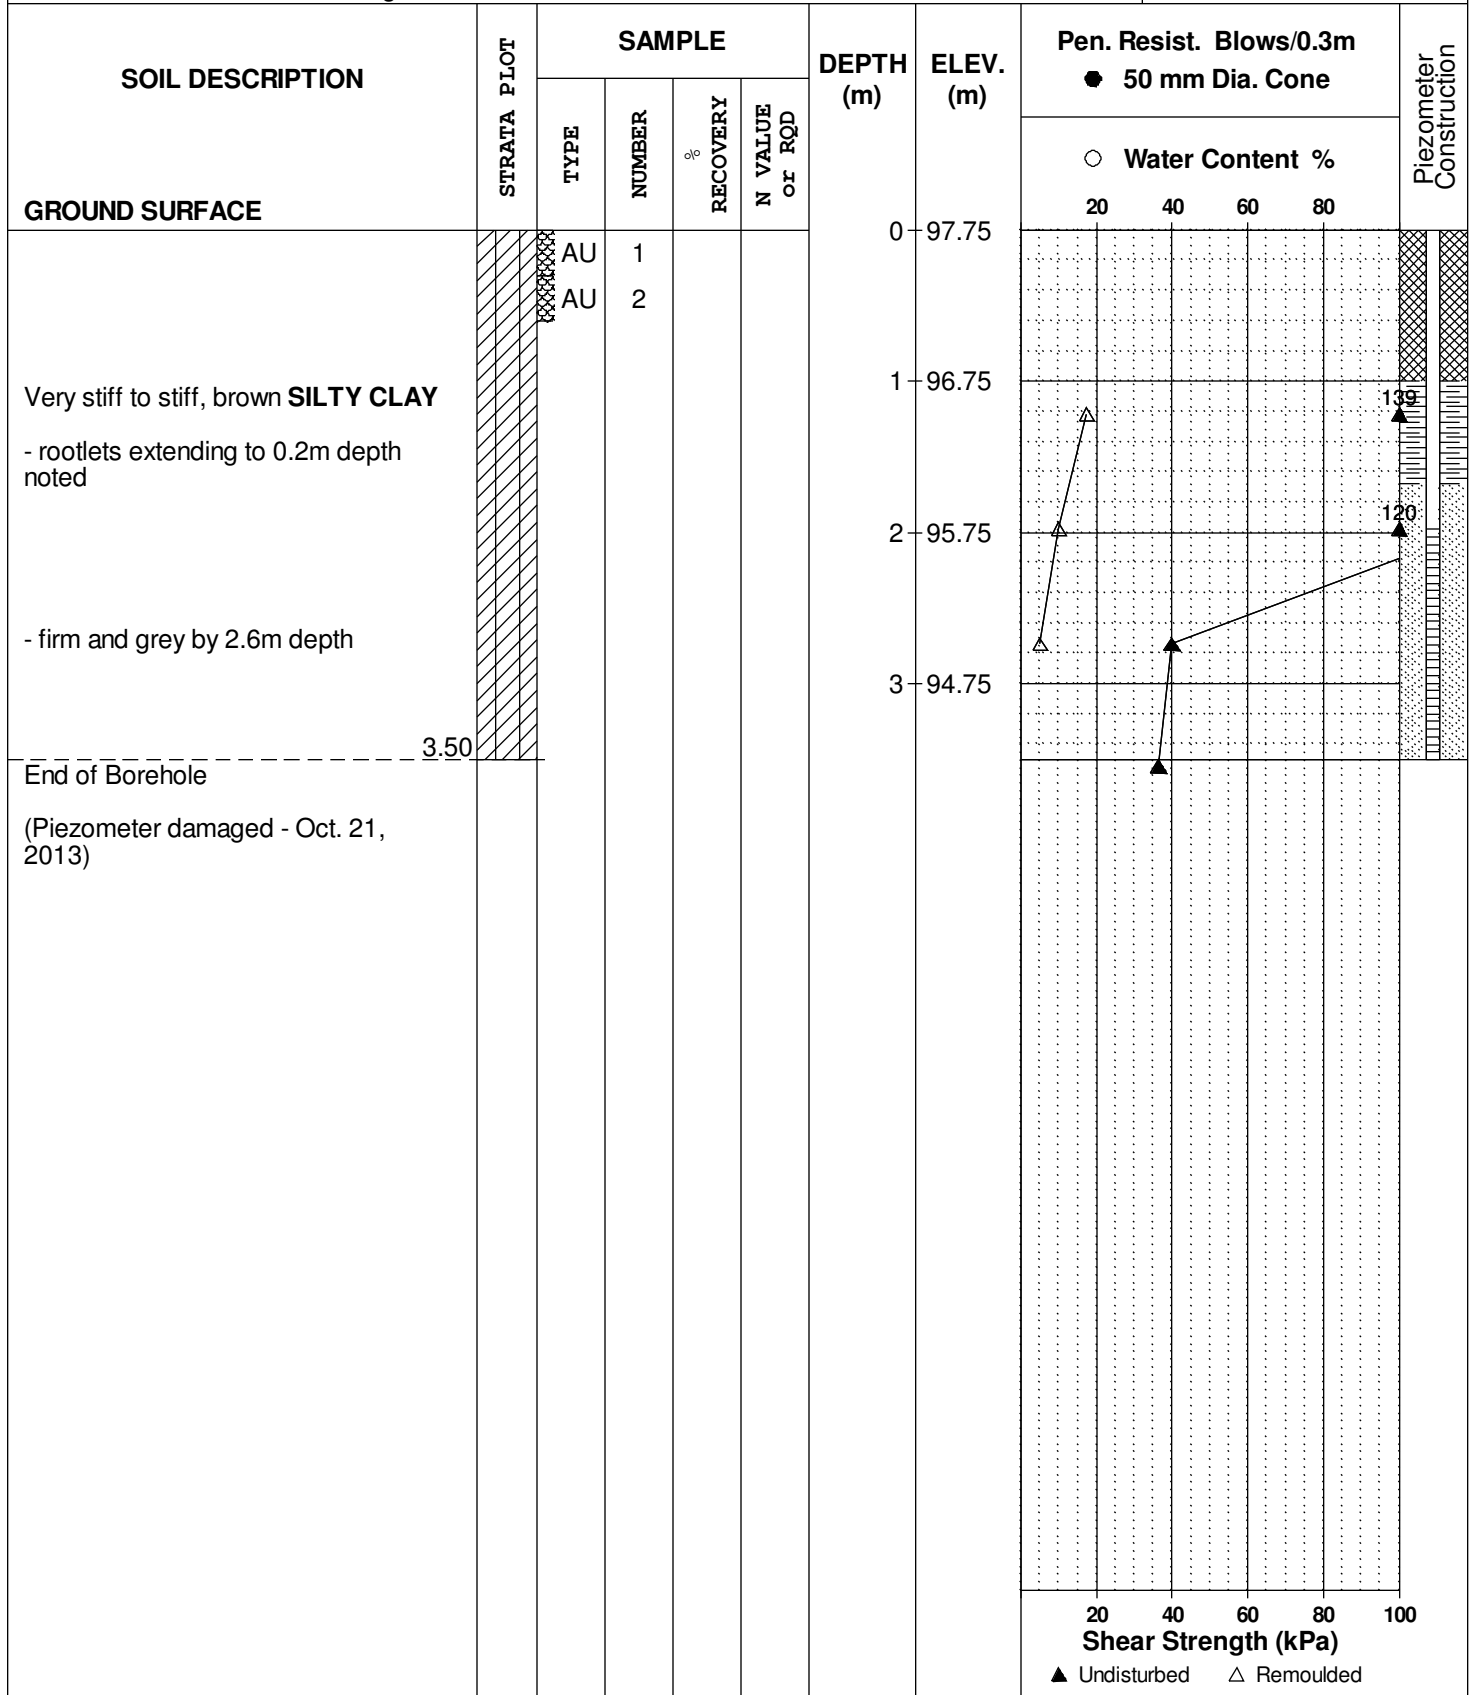 SOIL DESCRIPTION
GROUND SURFACE
STRATA PLOT
SAMPLE
TYPE
NUMBER
%
RECOVERY
N VALUE
or RQD
DEPTH
(m)
ELEV.
(m)
Pen. Resist. Blows/0.3m
● 50 mm Dia. Cone
○ Water Content %
20 40 60 80
Piezometer
Construction
0 97.75
AU 1
AU 2
1 96.75
Very stiff to stiff, brown SILTY CLAY
139
- rootlets extending to 0.2m depth
noted
120
2 95.75
- firm and grey by 2.6m depth
3 94.75
3.50
End of Borehole
(Piezometer damaged - Oct. 21,
2013)
20 40 60 80 100
Shear Strength (kPa)
▲ Undisturbed △ Remoulded